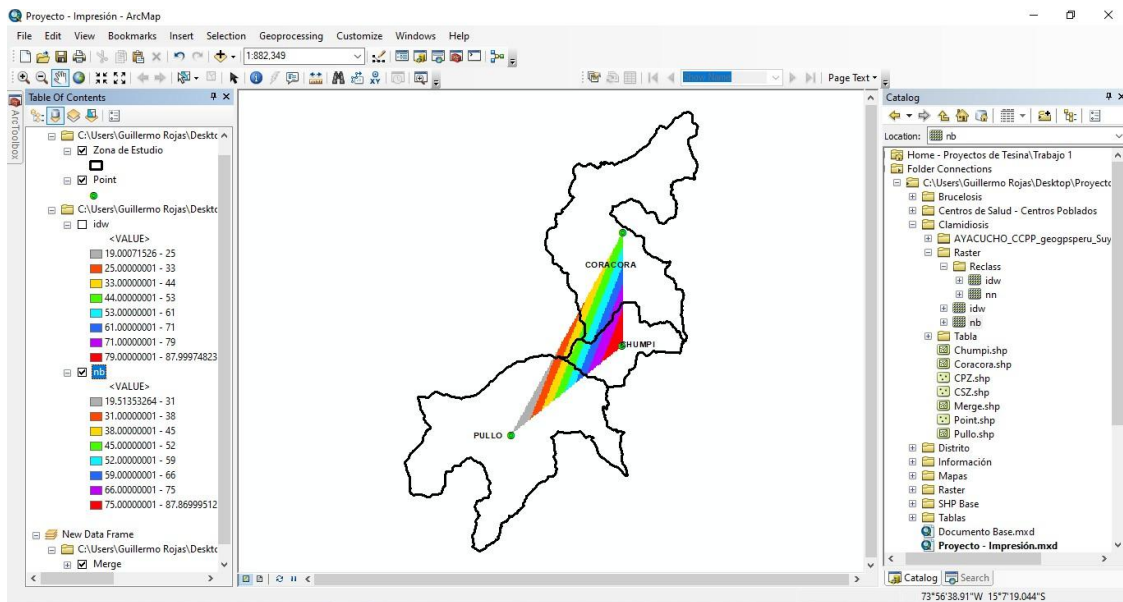 Proyecto - Impresión - ArcMap
File Edit View Bookmarks Insert Selection Geoprocessing Customize Windows Help
1:882,349
Page Text
ArcToolbox
Table Of Contents
C:\Users\Guillermo Rojas\Deskto
Zona de Estudio
Point
C:\Users\Guillermo Rojas\Deskto
idw
<VALUE>
19.00071526 - 25
25.00000001 - 33
33.00000001 - 44
44.00000001 - 53
53.00000001 - 61
61.00000001 - 71
71.00000001 - 79
79.00000001 - 87.99974823
nb
<VALUE>
19.51353264 - 31
31.00000001 - 38
38.00000001 - 45
45.00000001 - 52
52.00000001 - 59
59.00000001 - 66
66.00000001 - 75
75.00000001 - 87.86999512
New Data Frame
C:\Users\Guillermo Rojas\Deskto
Merge
CORACORA
CHUMPI
PULLO
Catalog
Location: nb
Home - Proyectos de Tesina\Trabajo 1
Folder Connections
C:\Users\Guillermo Rojas\Desktop\Proyecto
Brucelosis
Centros de Salud - Centros Poblados
Clamidiosis
AYACUCHO_CCPP_geogpsperu_Suy
Raster
Reclass
idw
nn
idw
nb
Tabla
Chumpi.shp
Coracora.shp
CPZ.shp
CSZ.shp
Merge.shp
Point.shp
Pullo.shp
Distrito
Información
Mapas
Raster
SHP Base
Tablas
Documento Base.mxd
Proyecto - Impresión.mxd
Catalog Search
73°56'38.91"W 15°7'19.044"S